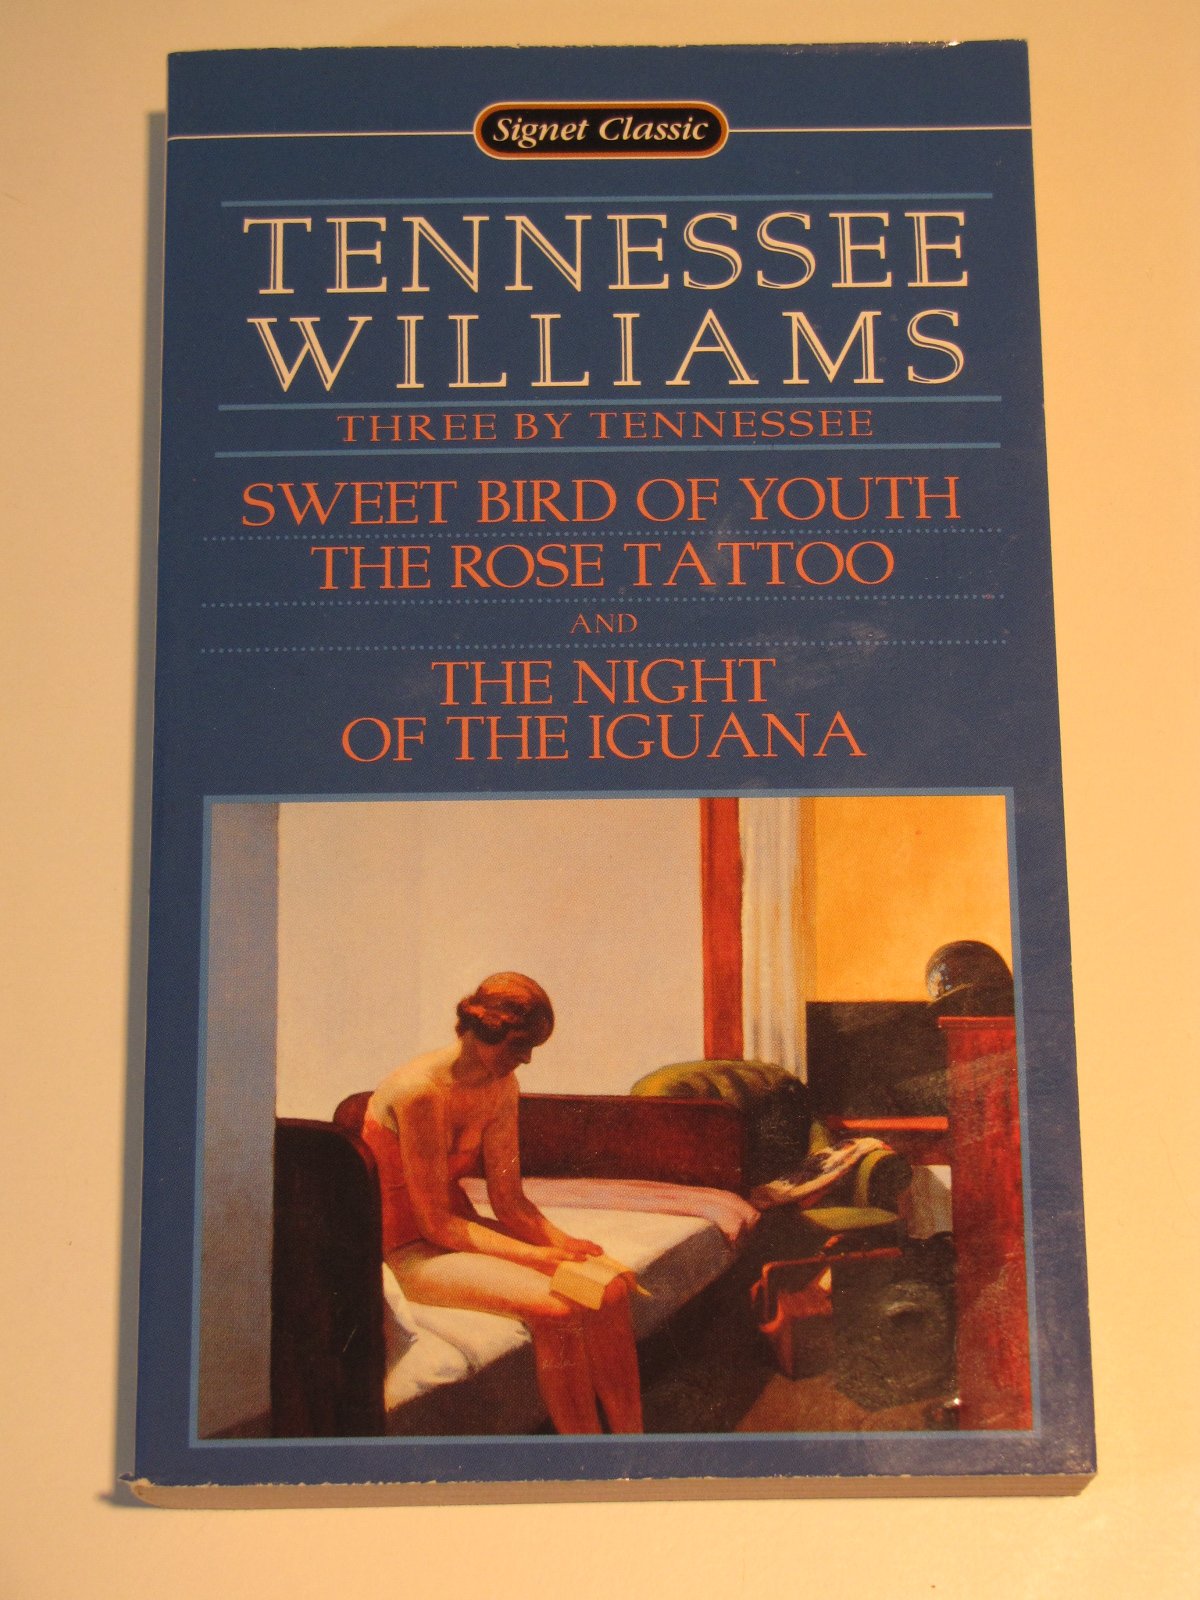 Signet Classic
TENNESSEE
WILLIAMS
THREE BY TENNESSEE
SWEET BIRD OF YOUTH
THE ROSE TATTOO
AND
THE NIGHT
OF THE IGUANA